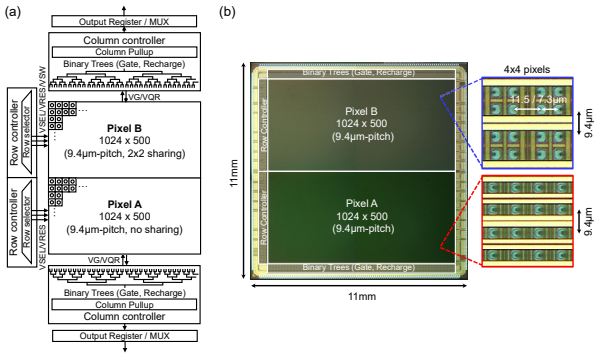 (a)
Output Register / MUX
Column controller
Column Pullup
Binary Trees (Gate, Recharge)
VG/VQR
Row controller
Row selector
VSEL/VRES/VSW
Pixel B
1024 x 500
(9.4µm-pitch, 2x2 sharing)
Row controller
Row selector
VSEL/VRES
Pixel A
1024 x 500
(9.4µm-pitch, no sharing)
VG/VQR
Binary Trees (Gate, Recharge)
Column Pullup
Column controller
Output Register / MUX
(b)
11mm
11mm
Binary Trees (Gate, Recharge)
Row Controller
Pixel B
1024 x 500
(9.4µm-pitch)
Row Controller
Pixel A
1024 x 500
(9.4µm-pitch)
Binary Trees (Gate, Recharge)
4x4 pixels
11.5 / 7.3µm
9.4µm
9.4µm